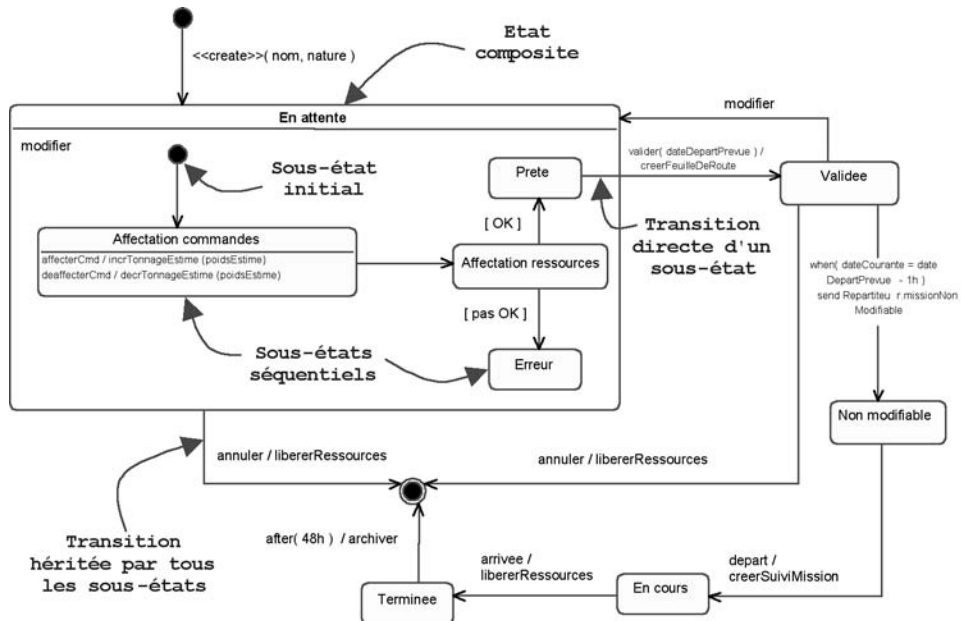 Etat
composite
<<create>>( nom, nature )
En attente
modifier
modifier
Sous-état
initial
Prete
valider( dateDepartPrevue ) /
creerFeuilleDeRoute
Validee
[ OK ]
Transition
directe d'un
sous-état
Affectation commandes
affecterCmd / incrTonnageEstime (poidsEstime)
deaffecterCmd / decrTonnageEstime (poidsEstime)
Affectation ressources
when( dateCourante = date
DepartPrevue - 1h )
send Repartiteu r.missionNon
Modifiable
[ pas OK ]
Sous-états
séquentiels
Erreur
Non modifiable
annuler / libererRessources
annuler / libererRessources
Transition
héritée par tous
les sous-états
after( 48h ) / archiver
arrivee /
libererRessources
depart /
creerSuiviMission
Terminee
En cours